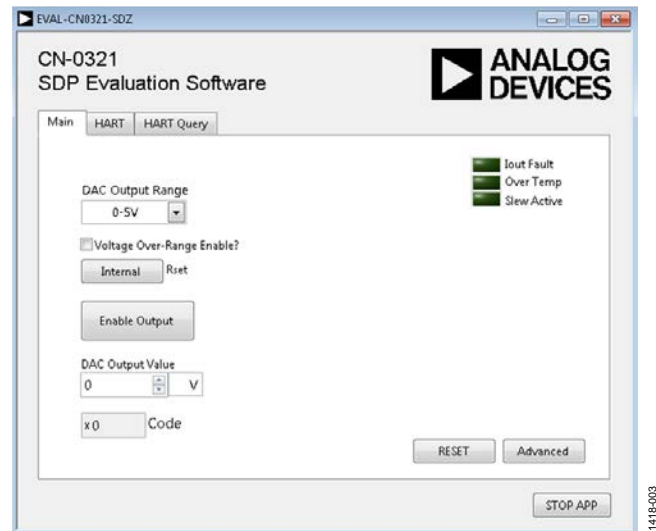 EVAL-CN0321-SDZ
CN-0321
SDP Evaluation Software
ANALOG
DEVICES
Main HART HART Query
Iout Fault
Over Temp
Slew Active
DAC Output Range
0-5V
Voltage Over-Range Enable?
Internal Rset
Enable Output
DAC Output Value
0 V
x0 Code
RESET Advanced
STOP APP
1418-003